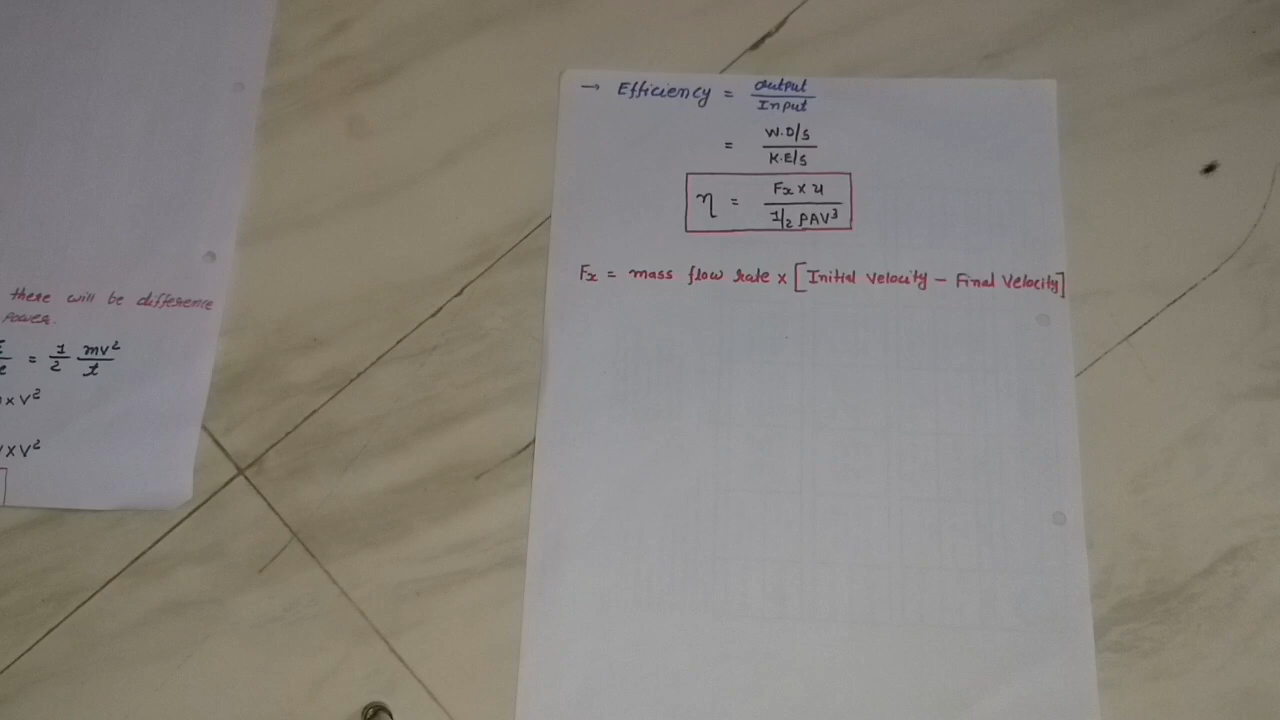 there will be difference
power.
= 1/2 mv²/t
x V²
x V²
→ Efficiency = output/Input
= W.D/s / K.E/s
η = Fx x u / 1/2 ρAV³
Fx = mass flow rate x [Initial Velocity - Final Velocity]